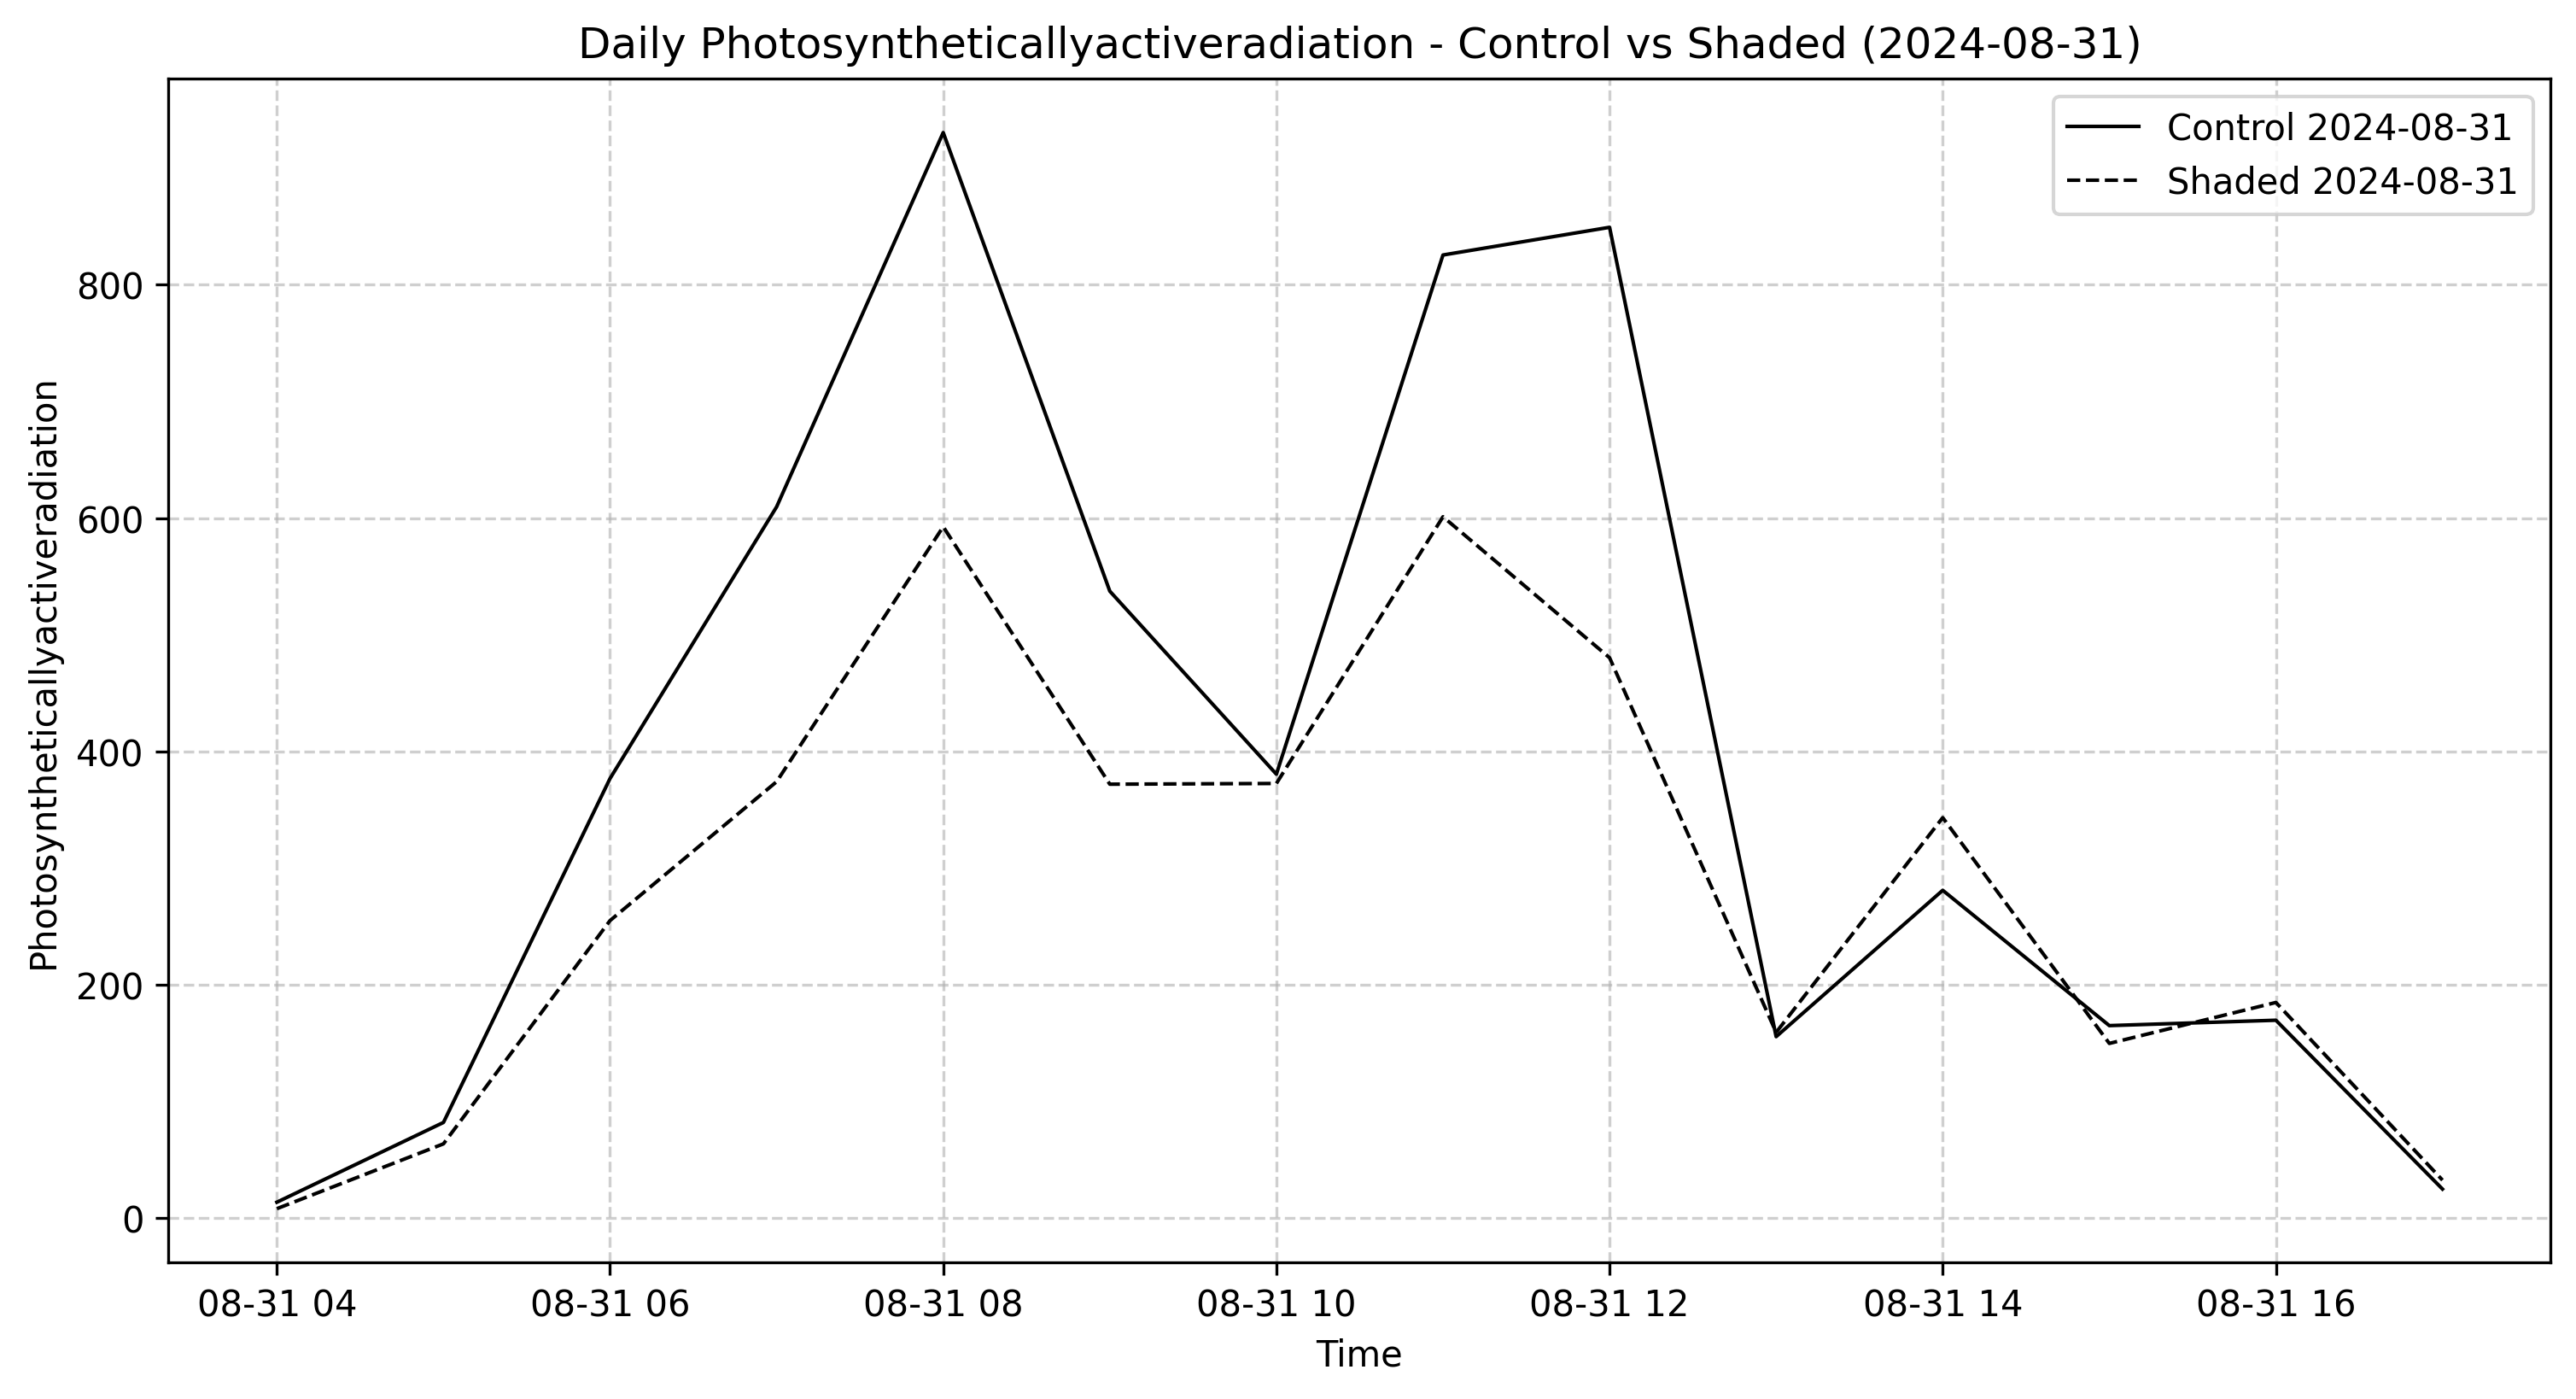 Daily Photosyntheticallyactiveradiation - Control vs Shaded (2024-08-31)
Control 2024-08-31
Shaded 2024-08-31
Photosyntheticallyactiveradiation
800
600
400
200
0
08-31 04
08-31 06
08-31 08
08-31 10
08-31 12
08-31 14
08-31 16
Time